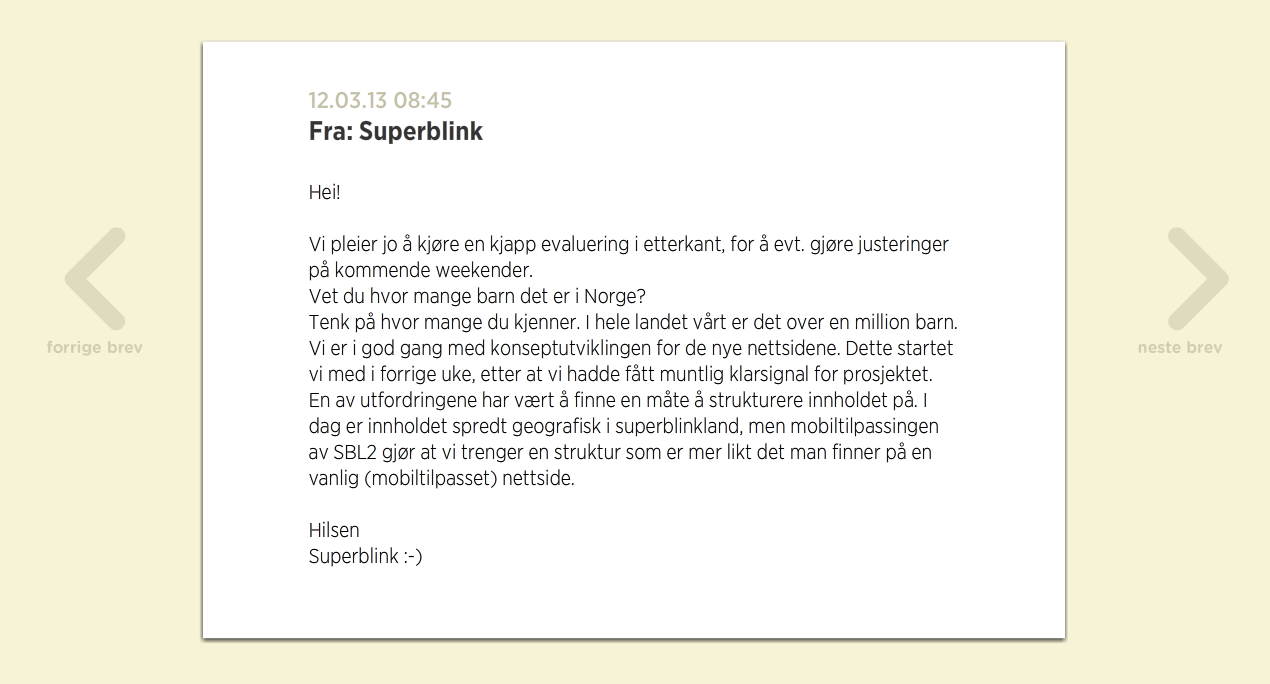 12.03.13 08:45
Fra: Superblink
Hei!
Vi pleier jo å kjøre en kjapp evaluering i etterkant, for å evt. gjøre justeringer
på kommende weekender.
Vet du hvor mange barn det er i Norge?
Tenk på hvor mange du kjenner. I hele landet vårt er det over en million barn.
Vi er i god gang med konseptutviklingen for de nye nettsidene. Dette startet
vi med i forrige uke, etter at vi hadde fått muntlig klarsignal for prosjektet.
En av utfordringene har vært å finne en måte å strukturere innholdet på. I
dag er innholdet spredt geografisk i superblinkland, men mobiltilpassingen
av SBL2 gjør at vi trenger en struktur som er mer likt det man finner på en
vanlig (mobiltilpasset) nettside.
Hilsen
Superblink :-)
forrige brev
neste brev